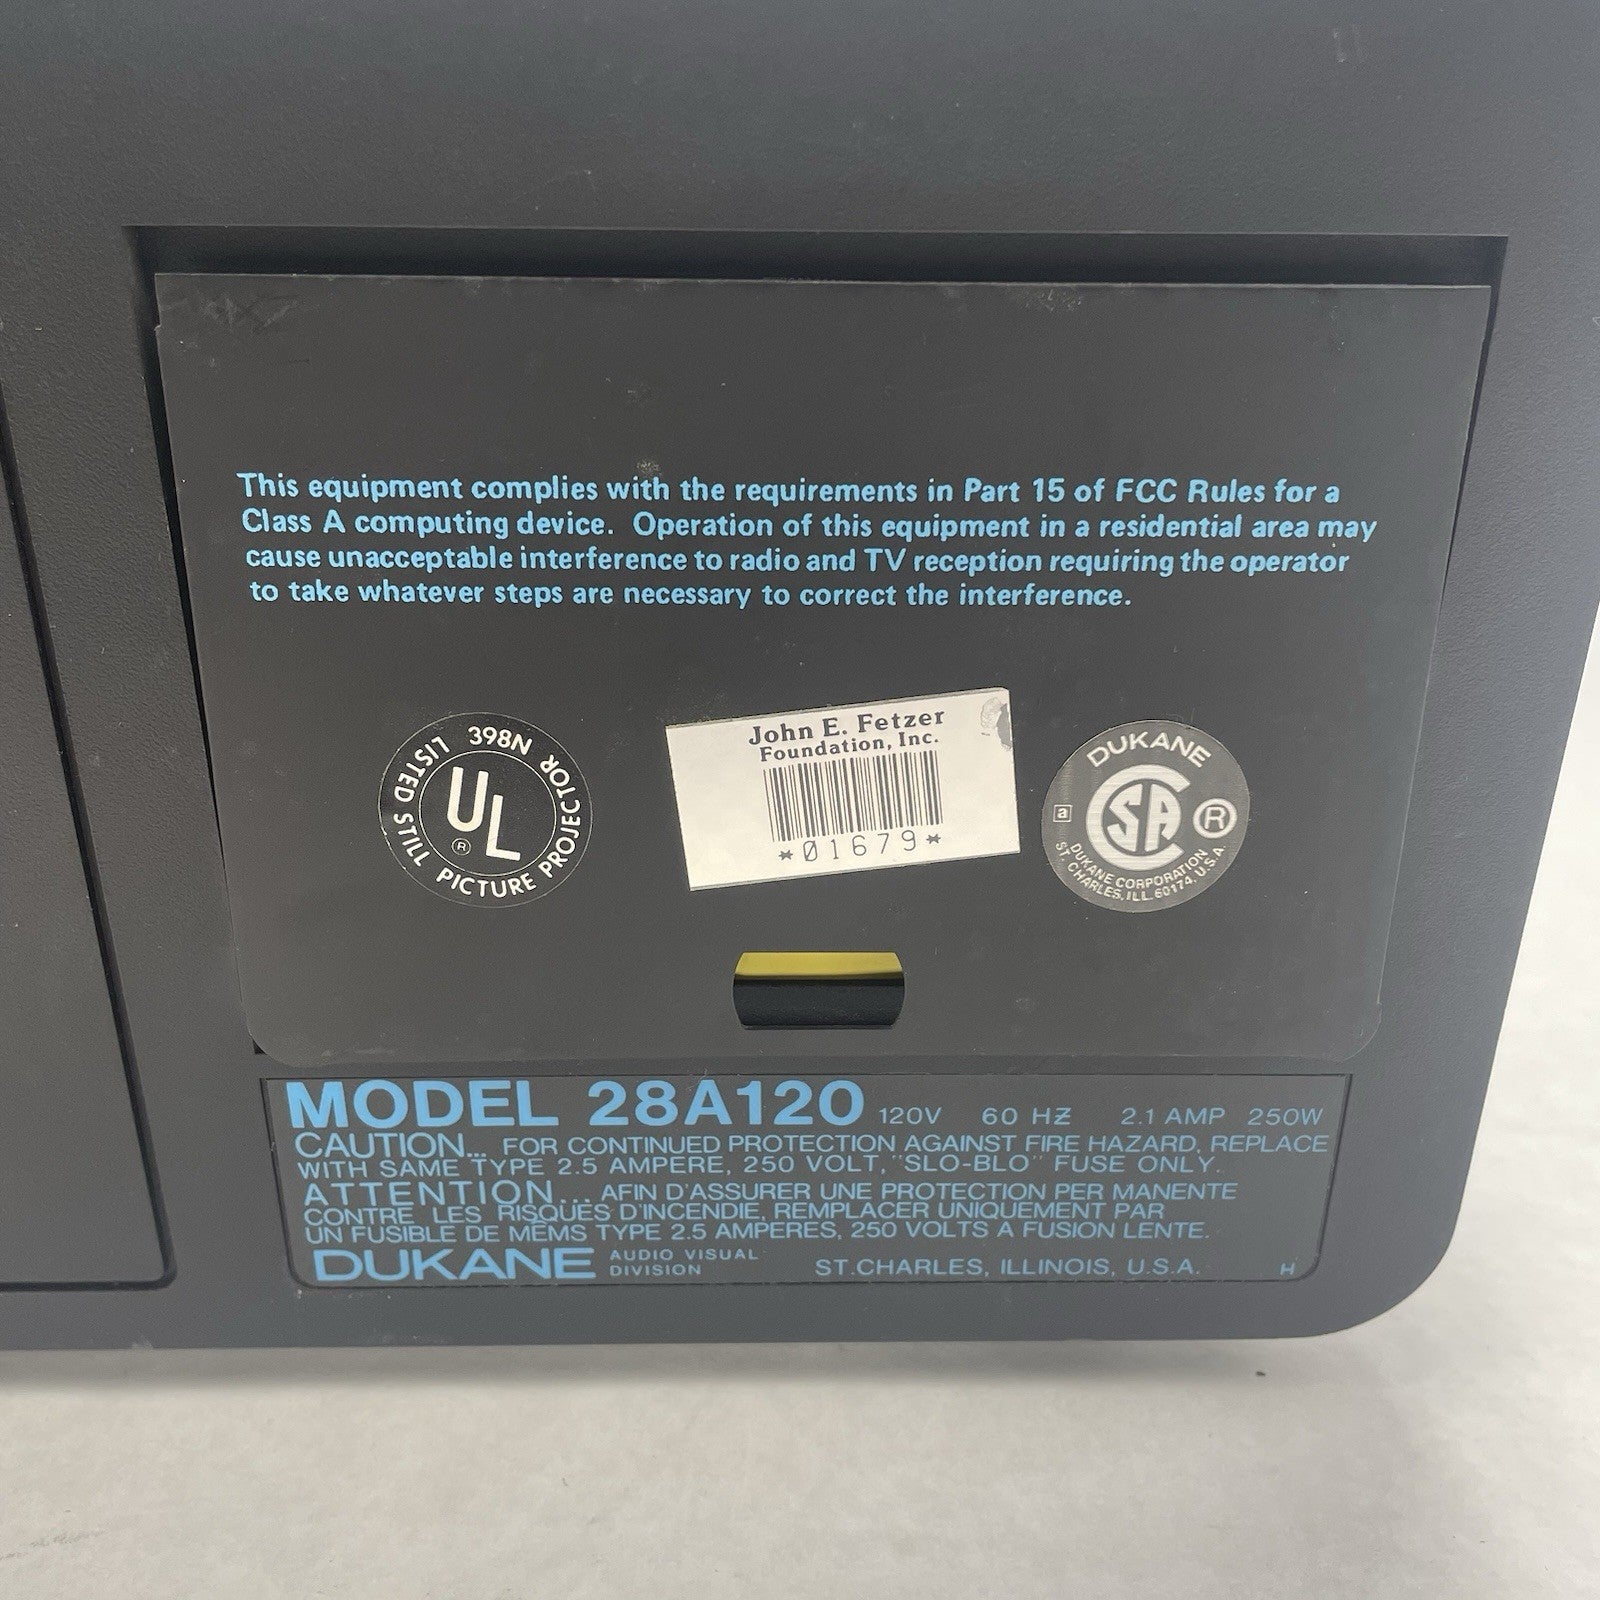 This equipment complies with the requirements in Part 15 of FCC Rules for a
Class A computing device. Operation of this equipment in a residential area may
cause unacceptable interference to radio and TV reception requiring the operator
to take whatever steps are necessary to correct the interference.
LISTED 398N
UL
®
STILL PICTURE PROJECTOR
John E. Fetzer
Foundation, Inc.
*01679*
DUKANE
a
CSA
®
DUKANE CORPORATION
ST. CHARLES, ILL. 60174, U.S.A.
MODEL 28A120 120V 60 HZ 2.1 AMP 250W
CAUTION... FOR CONTINUED PROTECTION AGAINST FIRE HAZARD, REPLACE
WITH SAME TYPE 2.5 AMPERE, 250 VOLT, "SLO-BLO" FUSE ONLY.
ATTENTION... AFIN D'ASSURER UNE PROTECTION PER MANENTE
CONTRE LES RISQUES D'INCENDIE, REMPLACER UNIQUEMENT PAR
UN FUSIBLE DE MÊMS TYPE 2.5 AMPERES, 250 VOLTS A FUSION LENTE.
DUKANE AUDIO VISUAL
DIVISION
ST. CHARLES, ILLINOIS, U.S.A. H